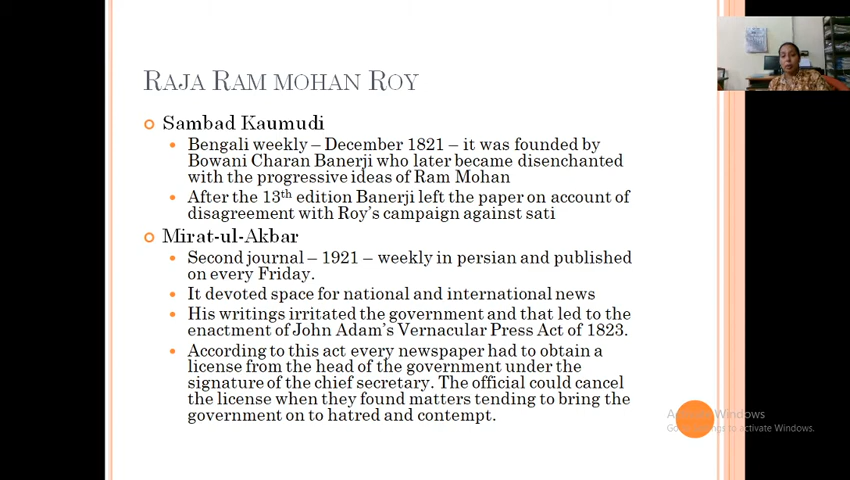 RAJA RAM MOHAN ROY
Sambad Kaumudi
Bengali weekly – December 1821 – it was founded by
Bowani Charan Banerji who later became disenchanted
with the progressive ideas of Ram Mohan
After the 13th edition Banerji left the paper on account of
disagreement with Roy's campaign against sati
Mirat-ul-Akbar
Second journal – 1921 – weekly in persian and published
on every Friday.
It devoted space for national and international news
His writings irritated the government and that led to the
enactment of John Adam's Vernacular Press Act of 1823.
According to this act every newspaper had to obtain a
license from the head of the government under the
signature of the chief secretary. The official could cancel
the license when they found matters tending to bring the
government on to hatred and contempt.
Activate Windows
to activate Windows.